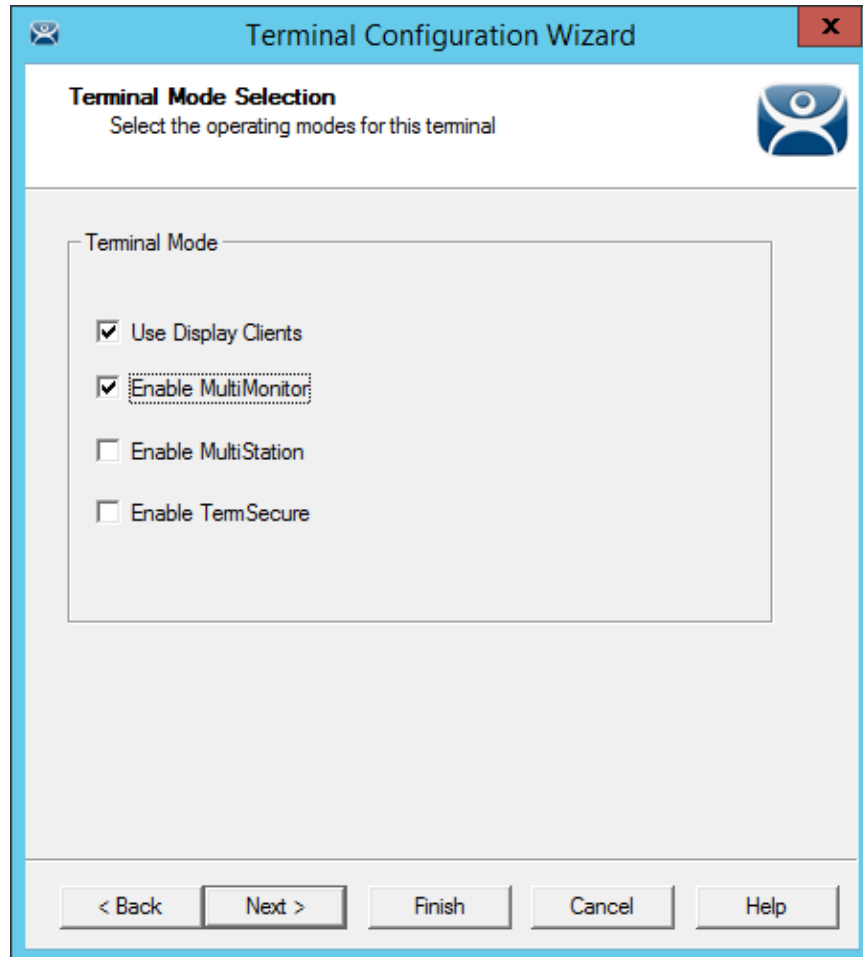 Terminal Configuration Wizard
x
Terminal Mode Selection
Select the operating modes for this terminal
Terminal Mode
Use Display Clients
Enable MultiMonitor
Enable MultiStation
Enable TermSecure
< Back Next > Finish Cancel Help